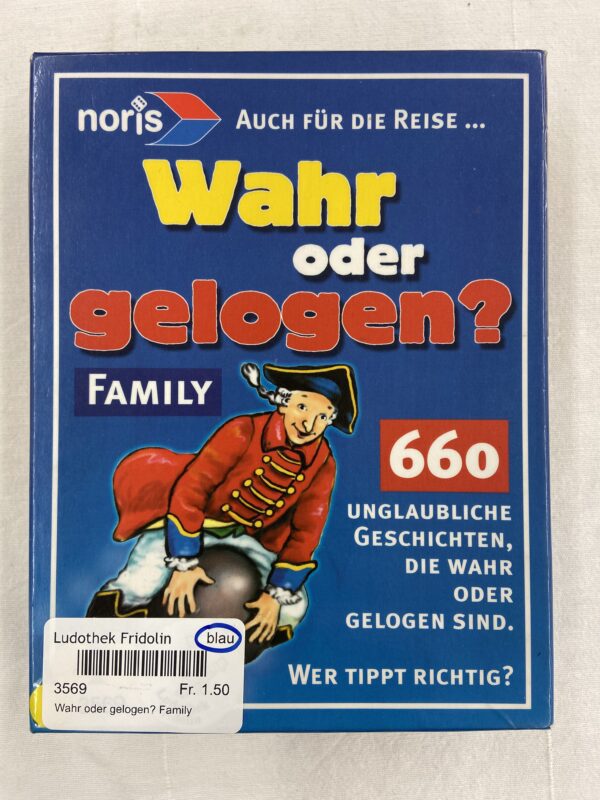 noris
AUCH FÜR DIE REISE ...
Wahr
oder
gelogen?
FAMILY
660
UNGLAUBLICHE
GESCHICHTEN,
DIE WAHR
ODER
GELOGEN SIND.
WER TIPPT RICHTIG?
Ludothek Fridolin blau
3569 Fr. 1.50
Wahr oder gelogen? Family